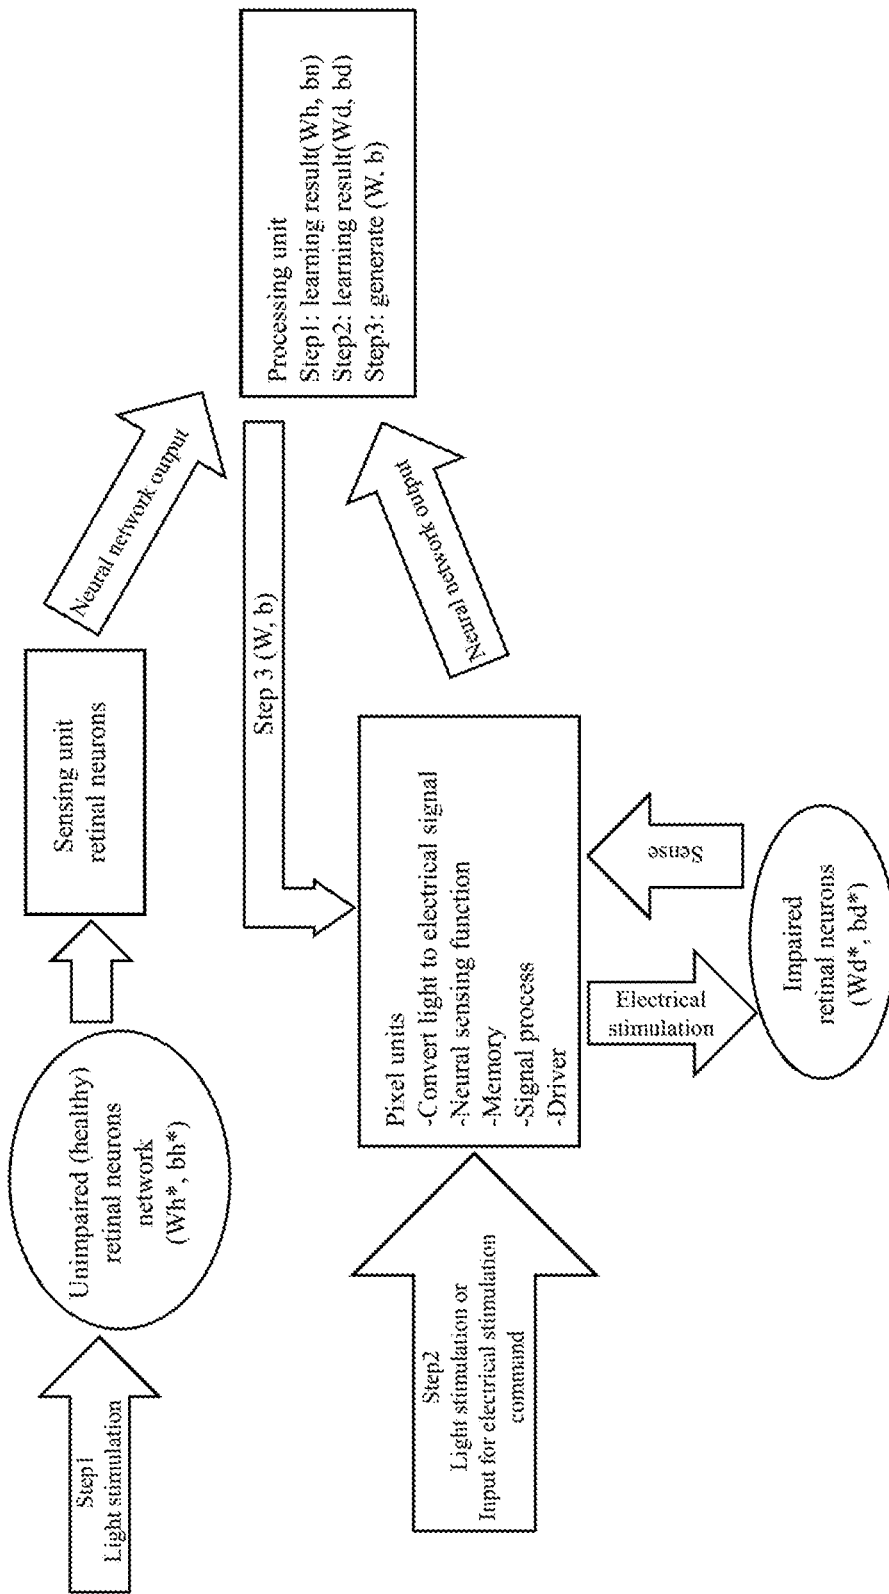 Step1
Light stimulation
Unimpaired (healthy)
retinal neurons
network
(Wh*, bh*)
Sensing unit
retinal neurons
Neural network output
Processing unit
Step1: learning result(Wh, bn)
Step2: learning result(Wd, bd)
Step3: generate (W, b)
Step 3 (W, b)
Step2
Light stimulation or
Input for electrical stimulation
command
Pixel units
-Convert light to electrical signal
-Neural sensing function
-Memory
-Signal process
-Driver
Neural network output
Electrical
stimulation
Sense
Impaired
retinal neurons
(Wd*, bd*)